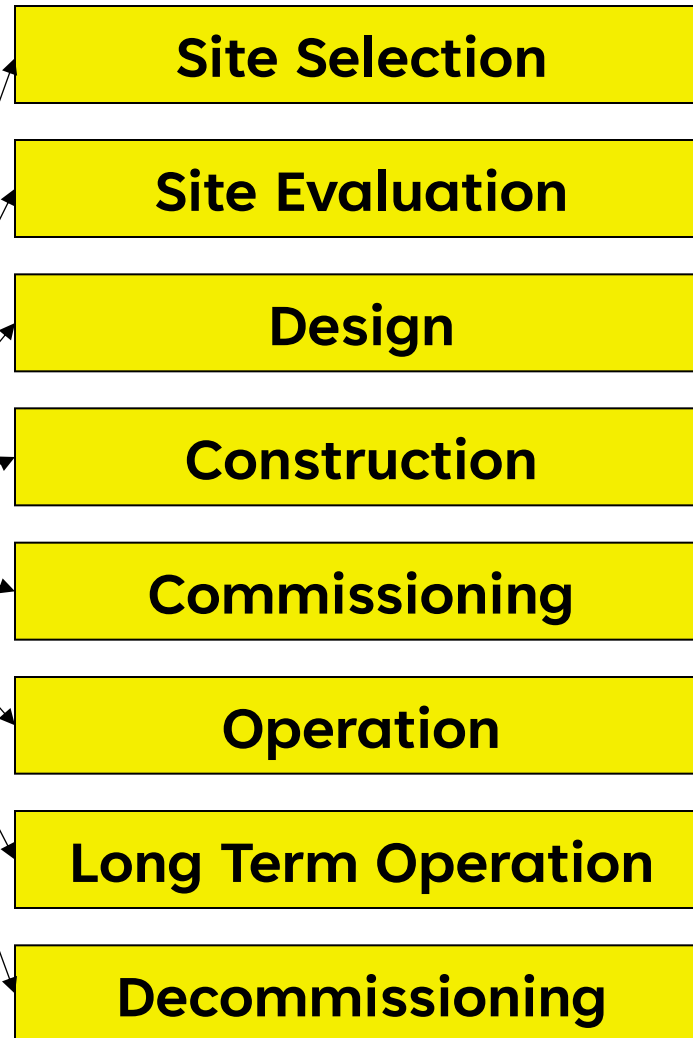 Site Selection
Site Evaluation
Design
Construction
Commissioning
Operation
Long Term Operation
Decommissioning